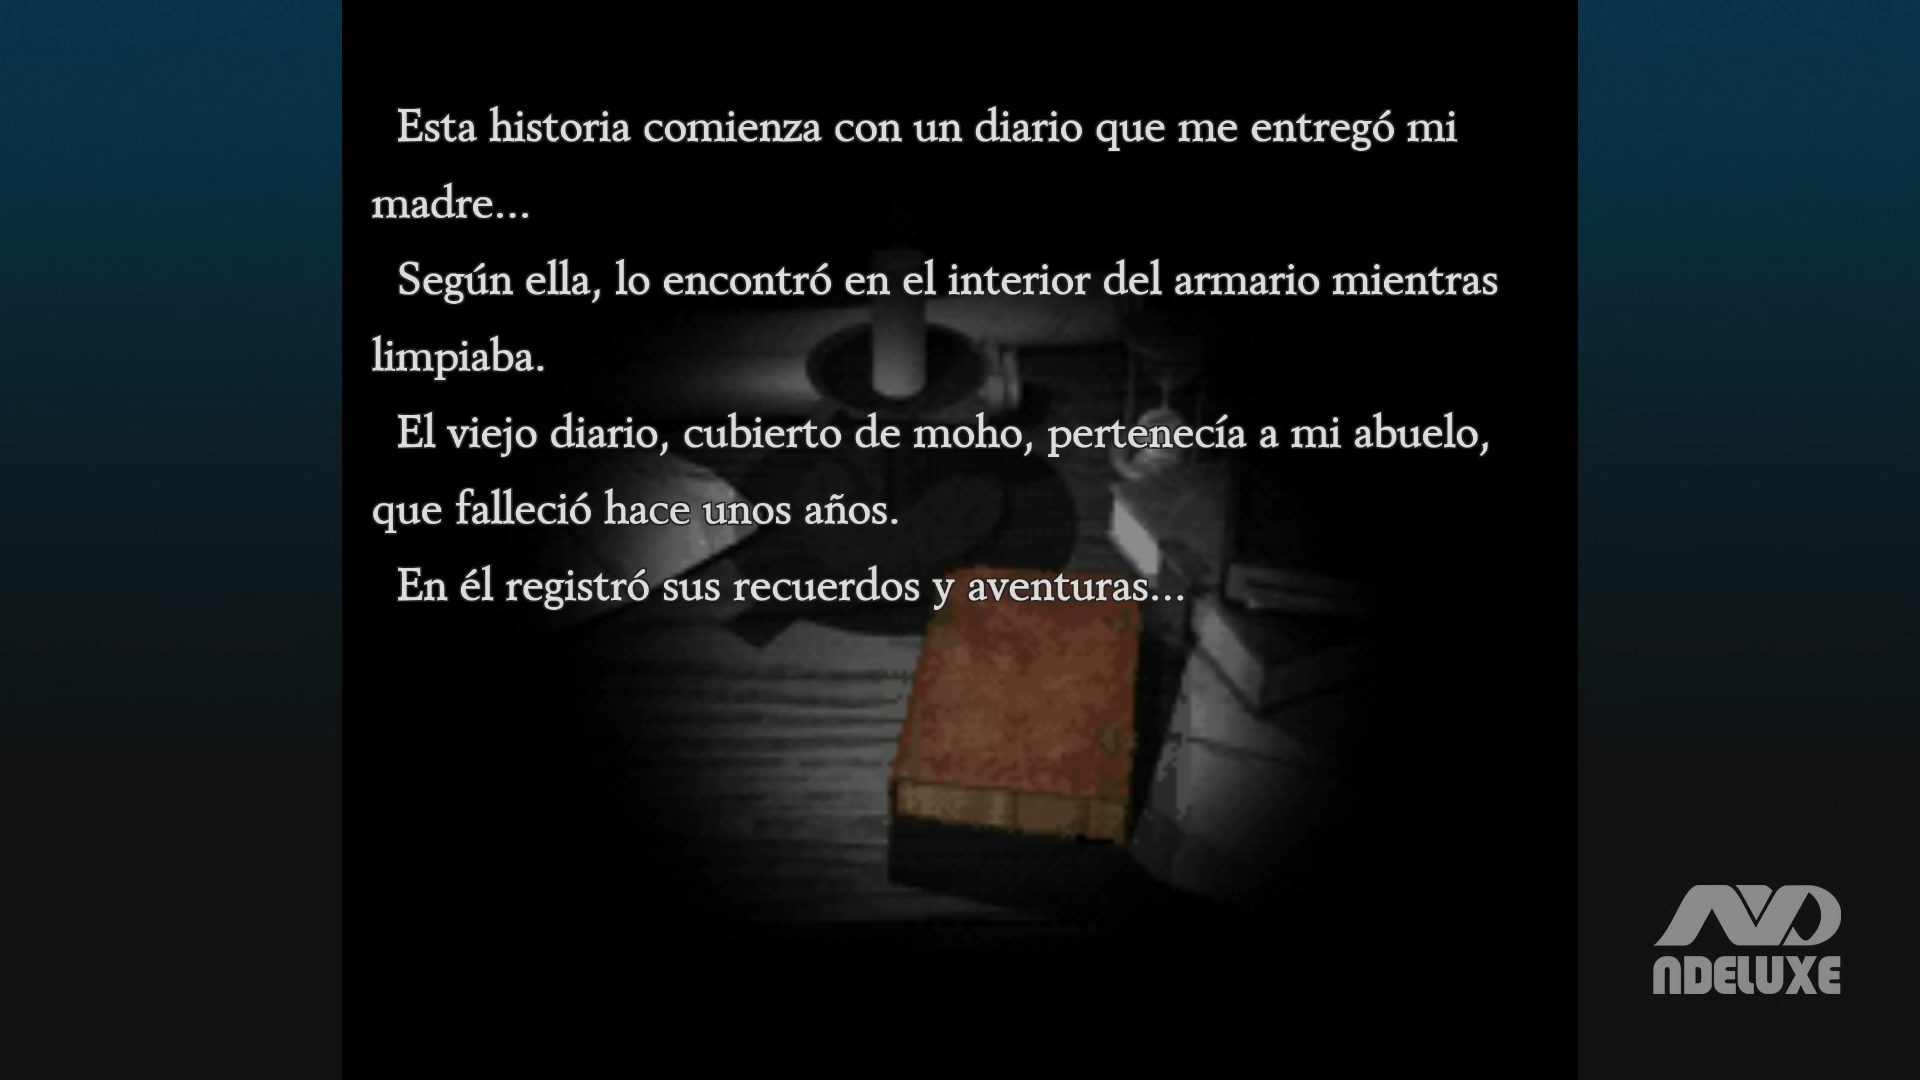 Esta historia comienza con un diario que me entregó mi
madre...
Según ella, lo encontró en el interior del armario mientras
limpiaba.
El viejo diario, cubierto de moho, pertenecía a mi abuelo,
que falleció hace unos años.
En él registró sus recuerdos y aventuras...
ND
NDELUXE